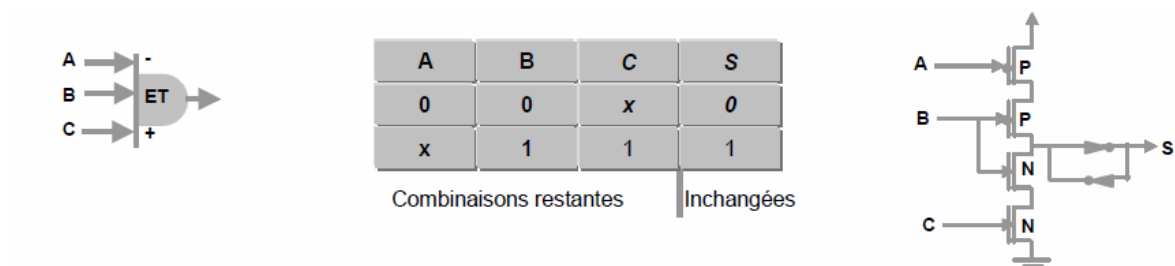 A -
B ET
C +
A B C S
0 0 x 0
x 1 1 1
Combinaisons restantes Inchangées
A P
B P
S
N
C N